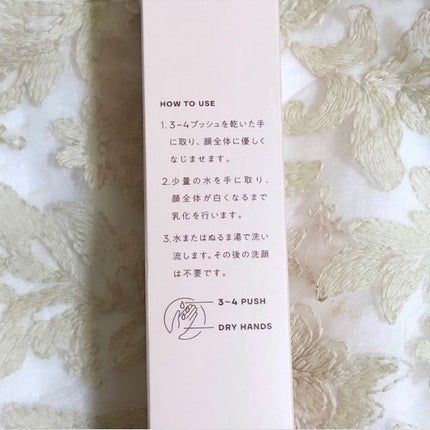 HOW TO USE
1. 3~4プッシュを乾いた手
に取り、顔全体に優しく
なじませます。
2. 少量の水を手に取り、
顔全体が白くなるまで
乳化を行います。
3. 水またはぬるま湯で洗い
流します。その後の洗顔
は不要です。
3~4 PUSH
DRY HANDS